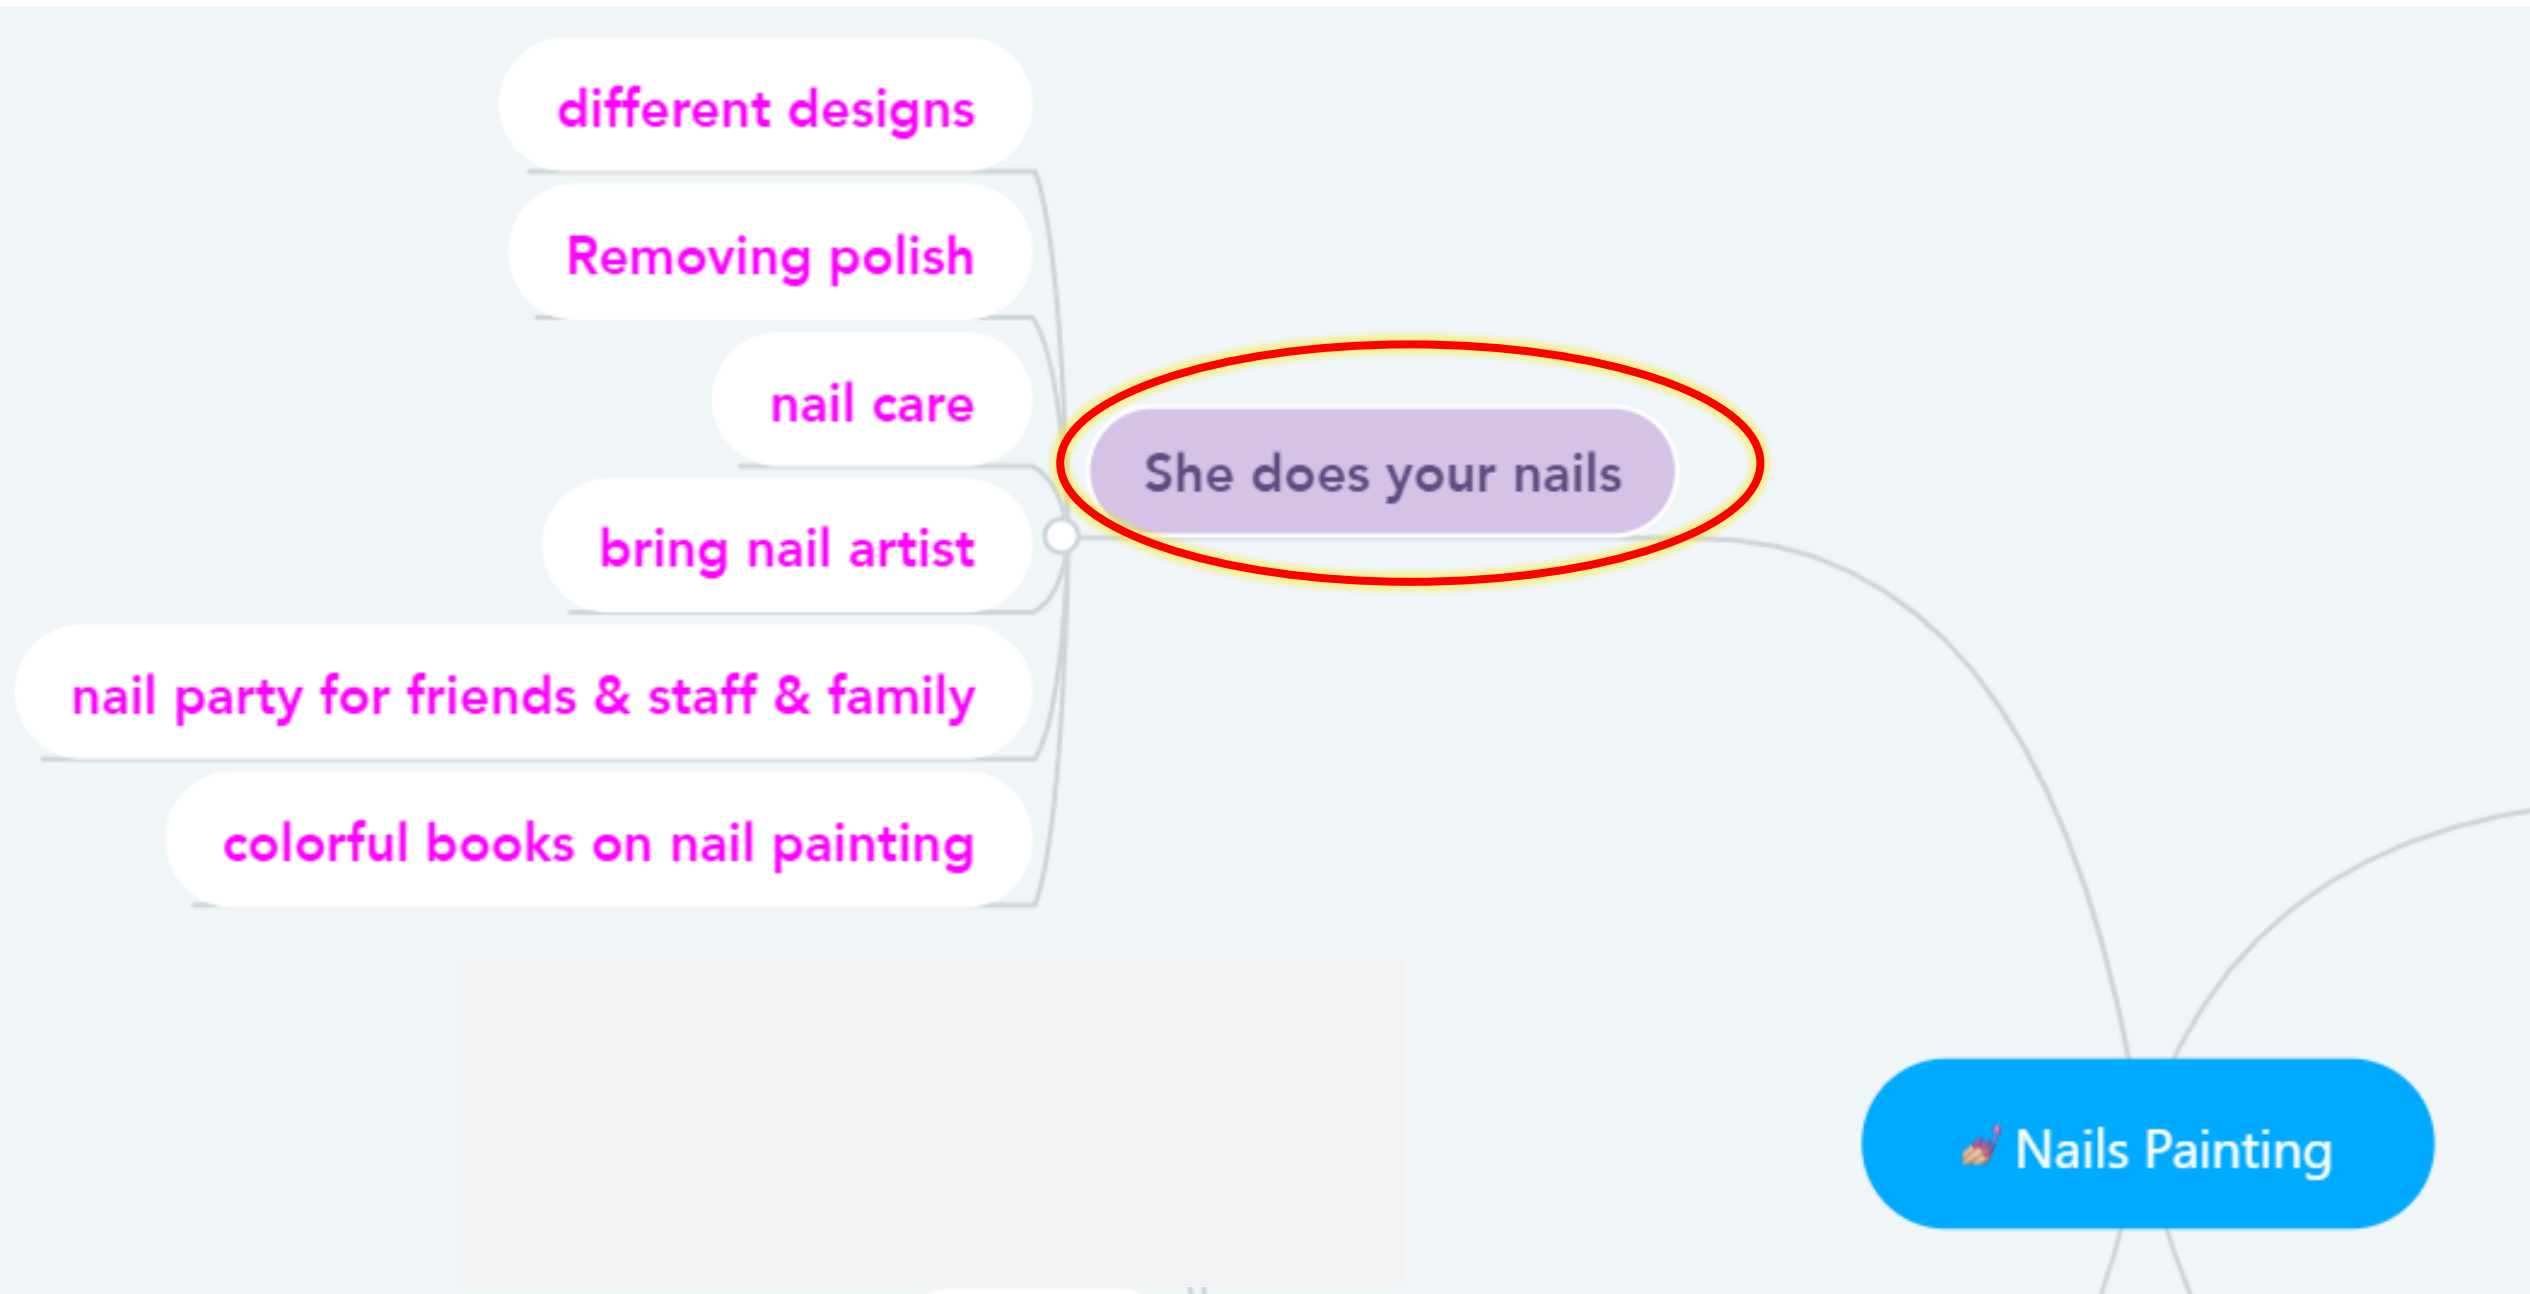 different designs
Removing polish
nail care
She does your nails
bring nail artist
nail party for friends & staff & family
colorful books on nail painting
Nails Painting